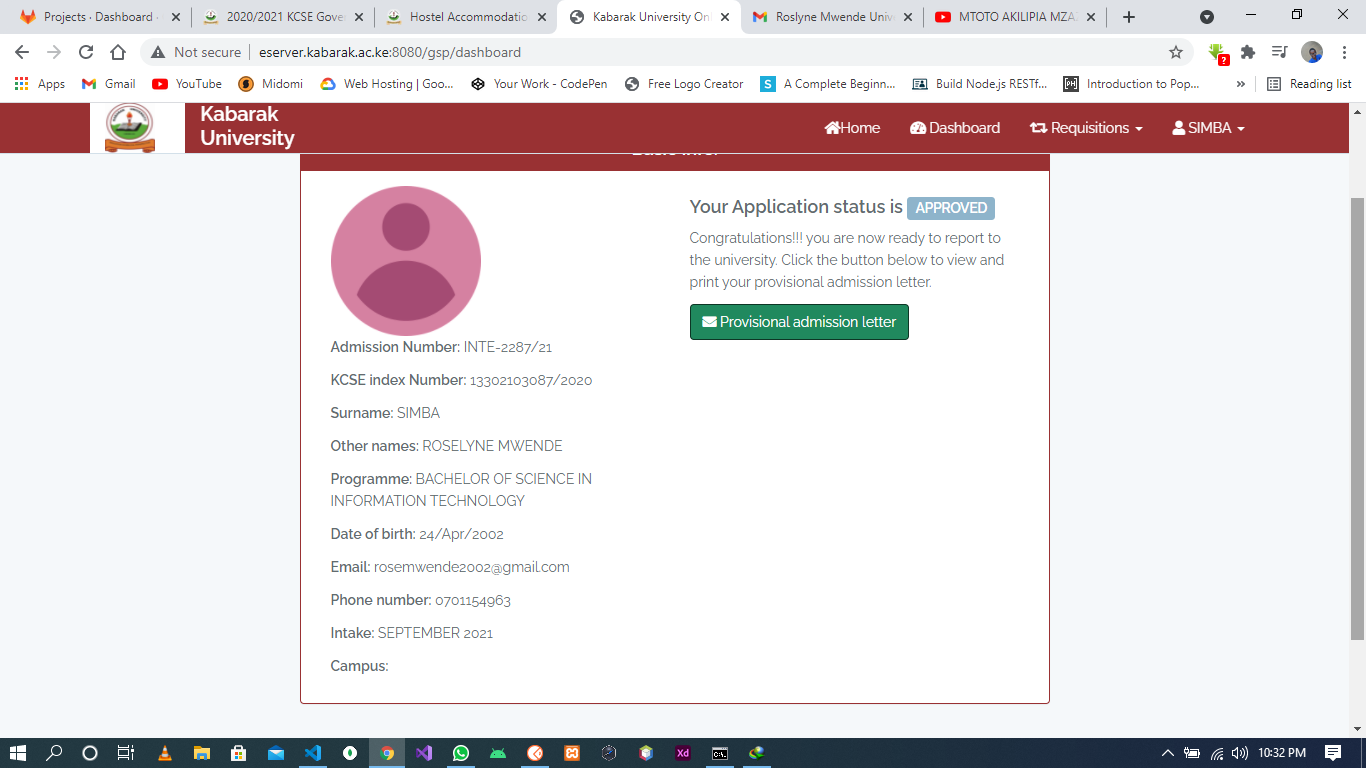 Projects · Dashboard ·
2020/2021 KCSE Gove
Hostel Accommodatio
Kabarak University Onl
Roslyne Mwende Univ
MTOTO AKILIPIA MZA
Not secure
eserver.kabarak.ac.ke:8080/gsp/dashboard
Apps
Gmail
YouTube
Midomi
Web Hosting | Goo...
Your Work - CodePen
Free Logo Creator
S
A Complete Beginn...
Build Node.js RESTf...
PH
Introduction to Pop...
»
Reading list
Kabarak
University
Home
Dashboard
Requisitions
SIMBA
Your Application status is APPROVED
Congratulations!!! you are now ready to report to
the university. Click the button below to view and
print your provisional admission letter.
Provisional admission letter
Admission Number: INTE-2287/21
KCSE index Number: 13302103087/2020
Surname: SIMBA
Other names: ROSELYNE MWENDE
Programme: BACHELOR OF SCIENCE IN
INFORMATION TECHNOLOGY
Date of birth: 24/Apr/2002
Email: rosemwende2002@gmail.com
Phone number: 0701154963
Intake: SEPTEMBER 2021
Campus:
Xd
10:32 PM